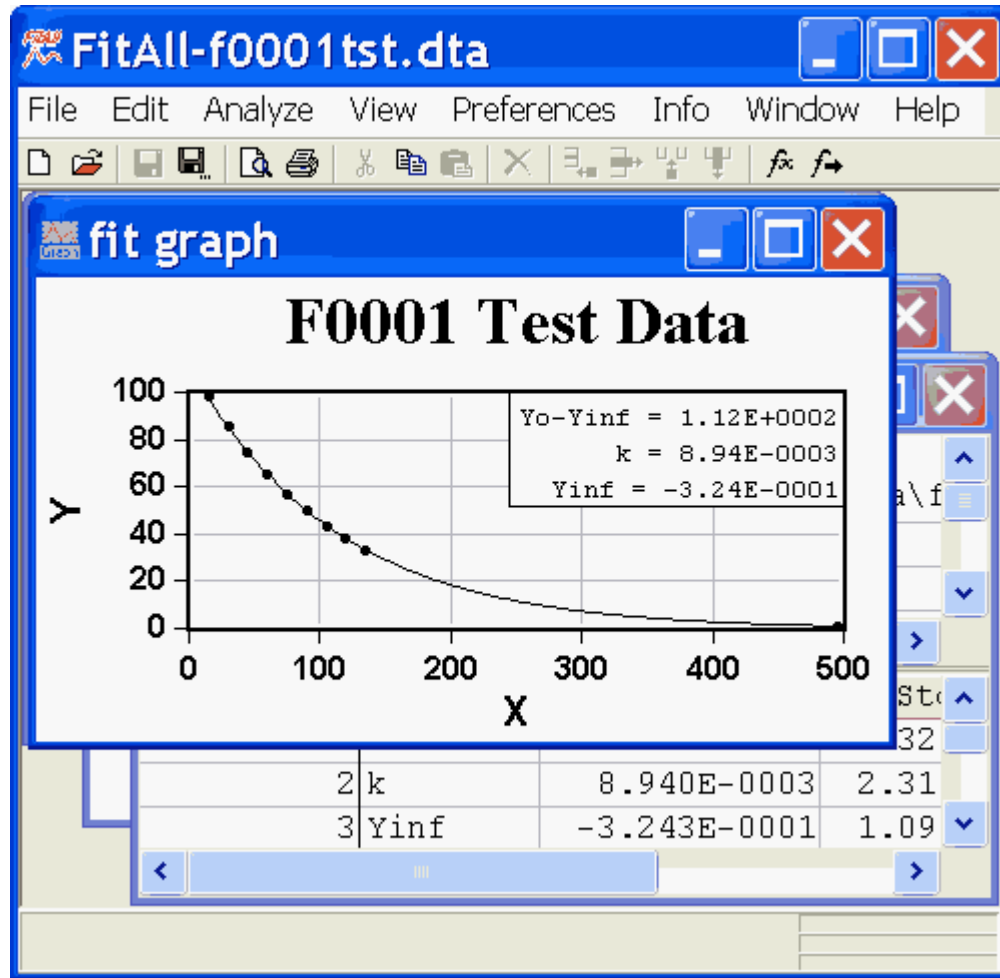 FitAll-f0001tst.dta
File Edit Analyze View Preferences Info Window Help
fit graph
F0001 Test Data
Yo-Yinf = 1.12E+0002
k = 8.94E-0003
Yinf = -3.24E-0001
100
80
60
40
20
0
Y
0 100 200 300 400 500
X
a\f
St
32
2 k 8.940E-0003 2.31
3 Yinf -3.243E-0001 1.09